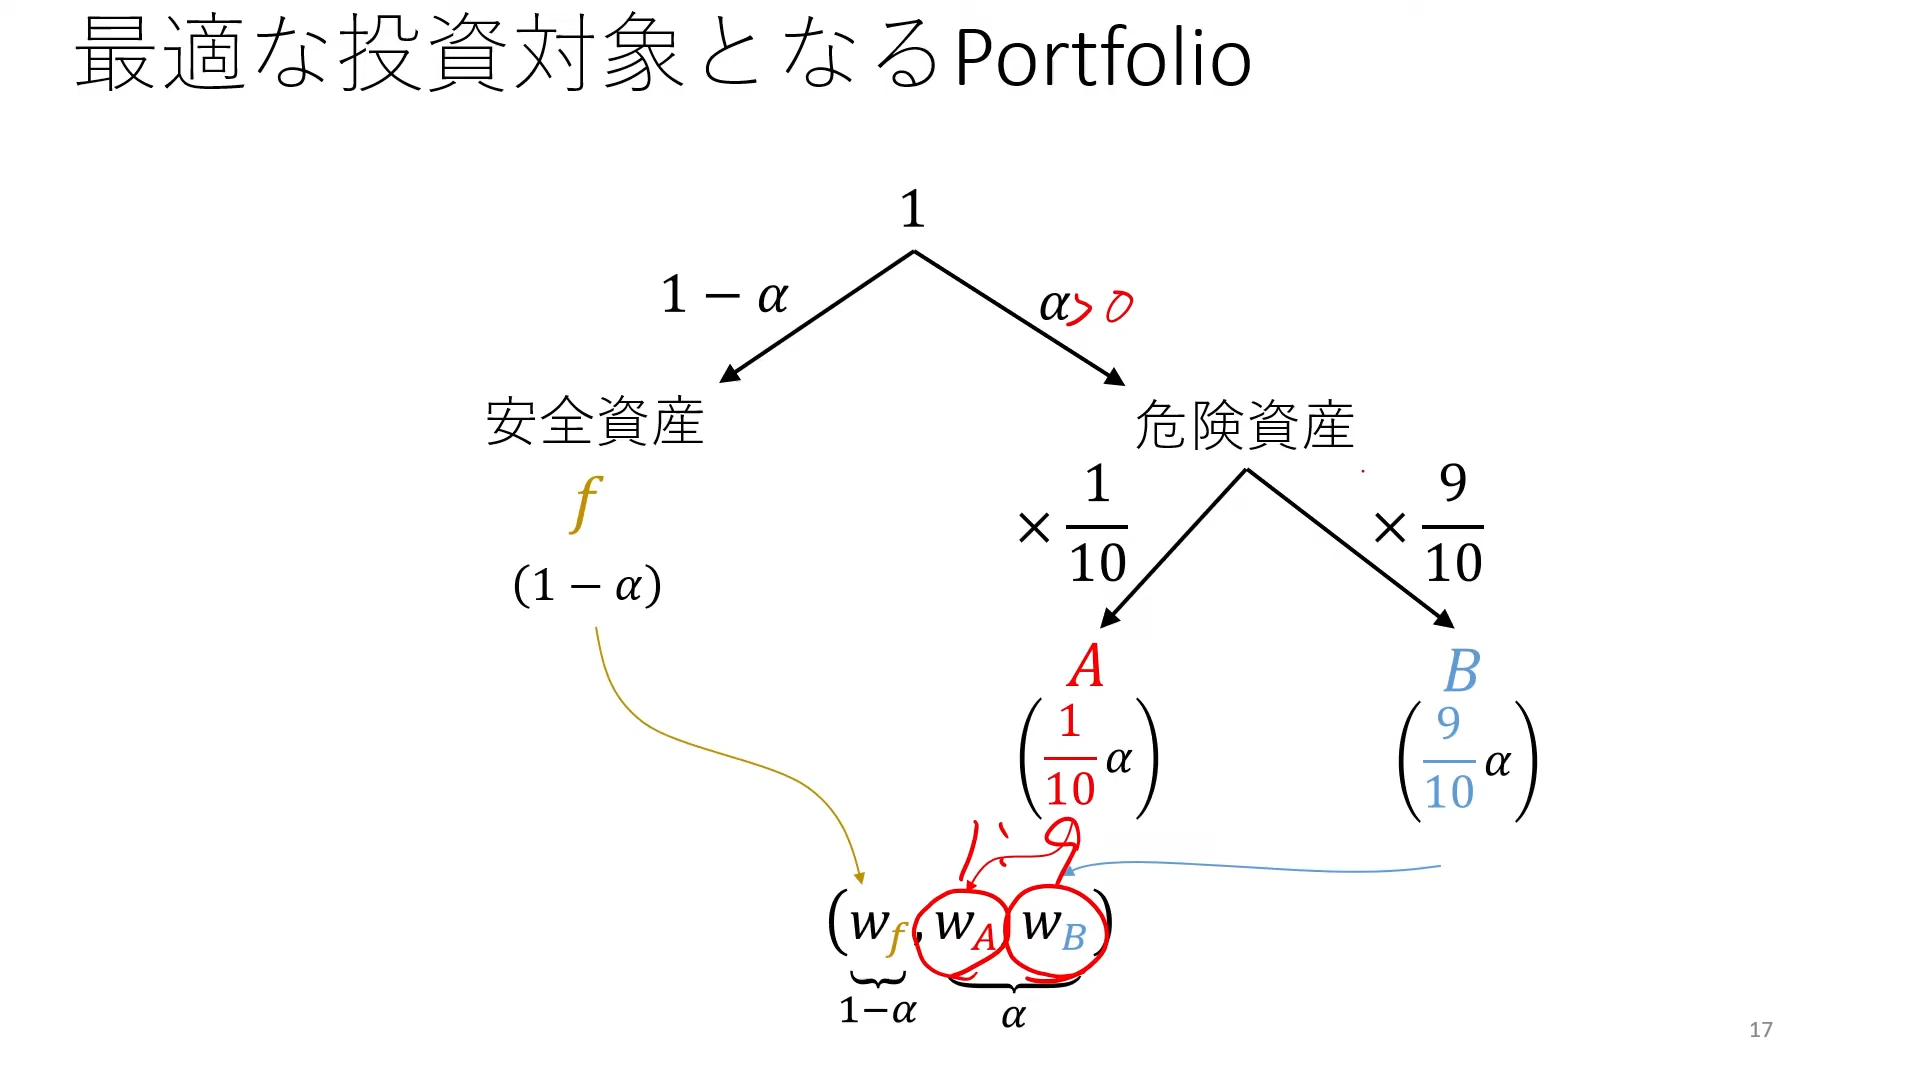 最適な投資対象となるPortfolio
1
1 − α
α > 0
安全資産
危険資産
f
(1 − α)
× 1/10
× 9/10
A
B
(1/10 α)
(9/10 α)
1 : 9
(w_f, w_A, w_B)
1−α
α
17